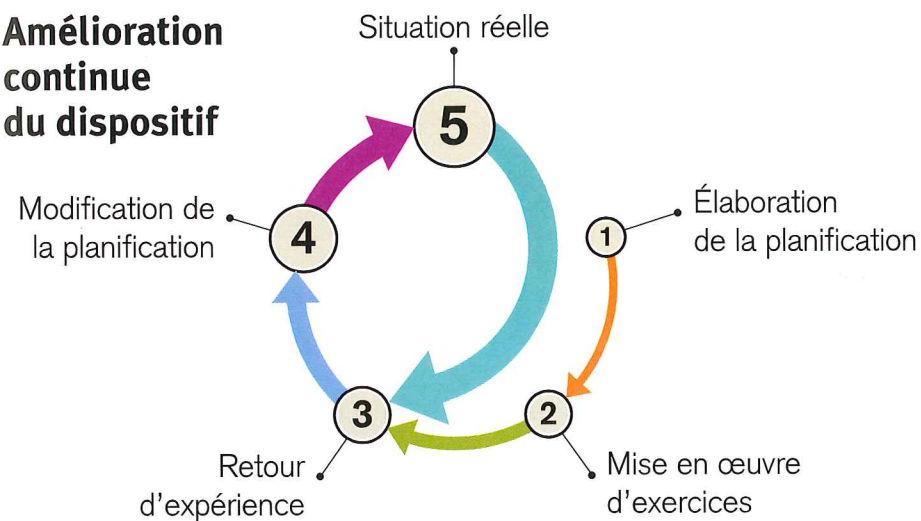 Amélioration
continue
du dispositif
Situation réelle
5
Modification de
la planification
4
1
Élaboration
de la planification
3
2
Retour
d'expérience
Mise en œuvre
d'exercices